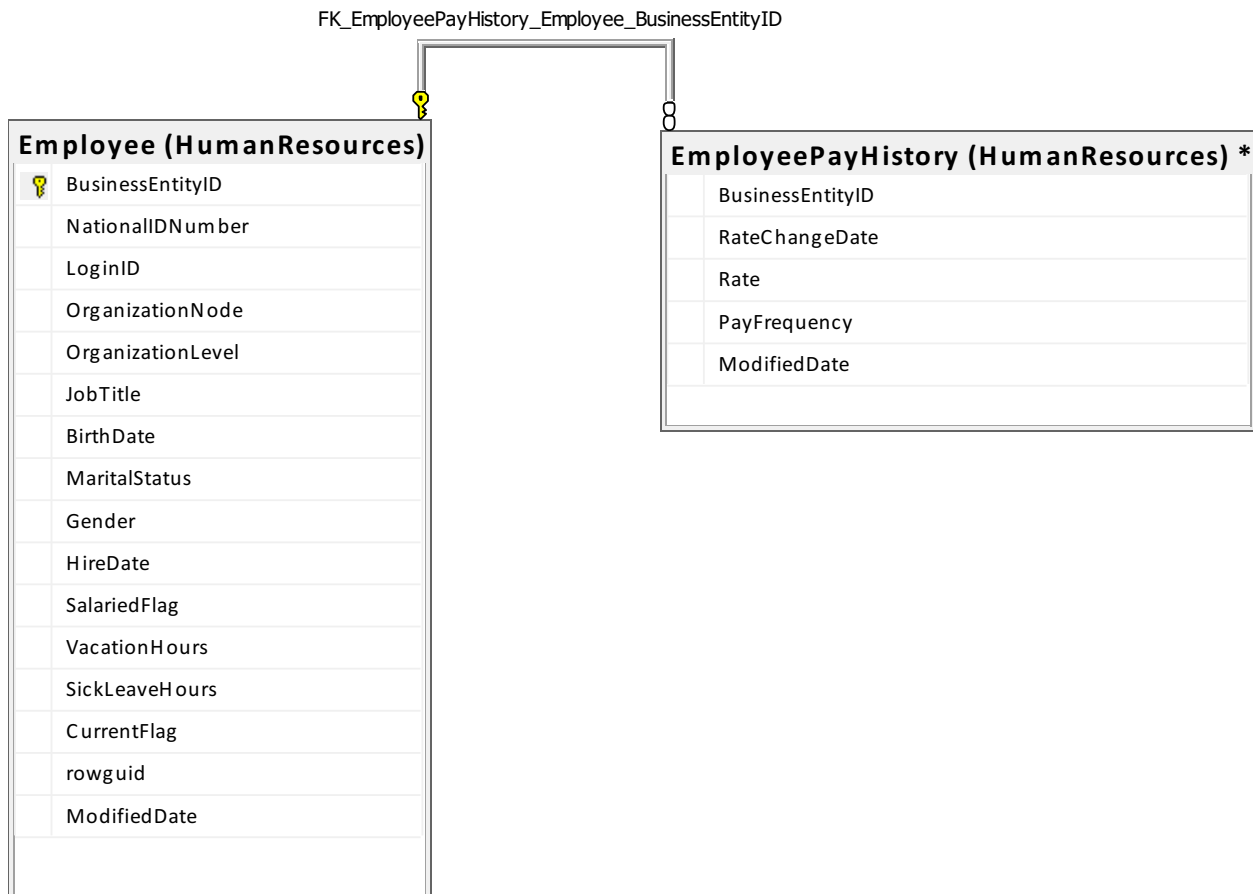 FK_EmployeePayHistory_Employee_BusinessEntityID
Employee (HumanResources)
BusinessEntityID
NationalIDNumber
LoginID
OrganizationNode
OrganizationLevel
JobTitle
BirthDate
MaritalStatus
Gender
HireDate
SalariedFlag
VacationHours
SickLeaveHours
CurrentFlag
rowguid
ModifiedDate
EmployeePayHistory (HumanResources) *
BusinessEntityID
RateChangeDate
Rate
PayFrequency
ModifiedDate